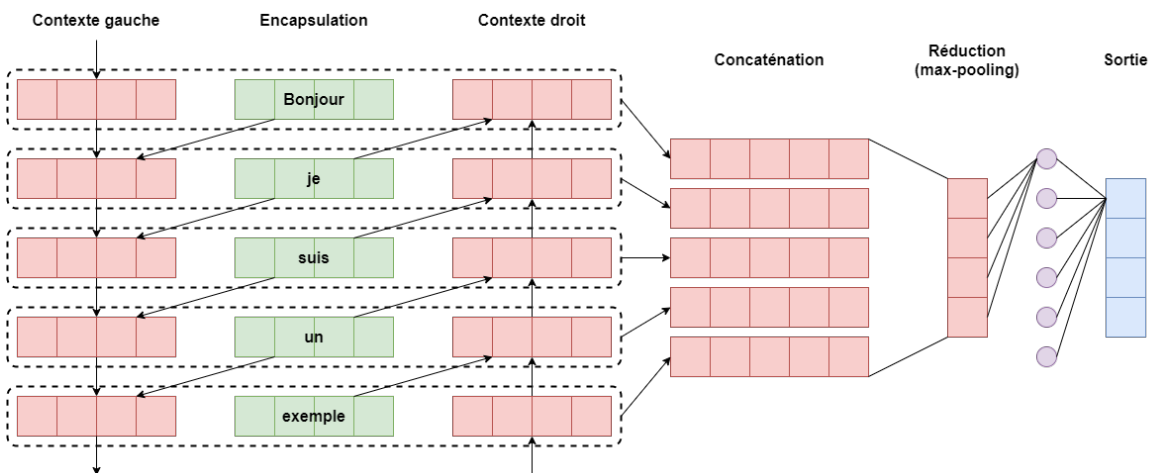 Contexte gauche
Encapsulation
Contexte droit
Concaténation
Réduction
(max-pooling)
Sortie
Bonjour
je
suis
un
exemple